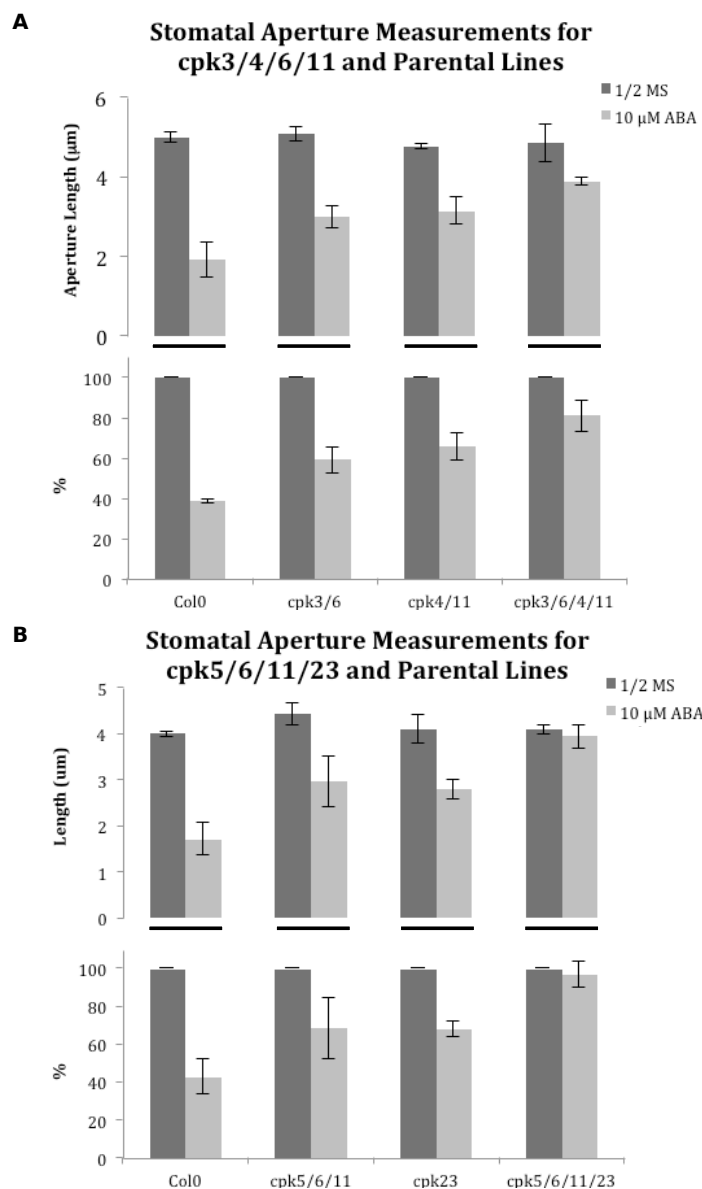 A
Stomatal Aperture Measurements for
cpk3/4/6/11 and Parental Lines
1/2 MS
10 μM ABA
Aperture Length (μm)
6
4
2
0
%
100
80
60
40
20
0
Col0 cpk3/6 cpk4/11 cpk3/6/4/11
B
Stomatal Aperture Measurements for
cpk5/6/11/23 and Parental Lines
1/2 MS
10 μM ABA
Length (um)
5
4
3
2
1
0
%
100
80
60
40
20
0
Col0 cpk5/6/11 cpk23 cpk5/6/11/23